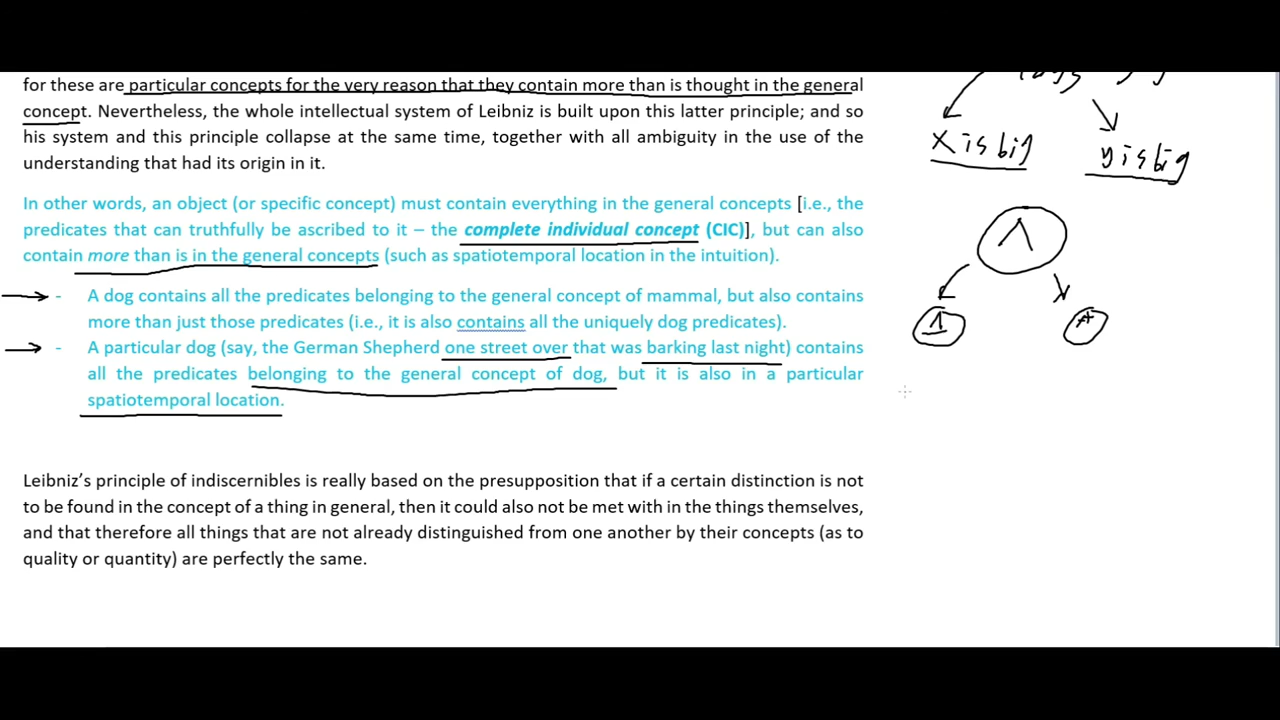 for these are particular concepts for the very reason that they contain more than is thought in the general
concept. Nevertheless, the whole intellectual system of Leibniz is built upon this latter principle; and so
his system and this principle collapse at the same time, together with all ambiguity in the use of the
understanding that had its origin in it.
In other words, an object (or specific concept) must contain everything in the general concepts [i.e., the
predicates that can truthfully be ascribed to it – the complete individual concept (CIC)], but can also
contain more than is in the general concepts (such as spatiotemporal location in the intuition).
- A dog contains all the predicates belonging to the general concept of mammal, but also contains
more than just those predicates (i.e., it is also contains all the uniquely dog predicates).
- A particular dog (say, the German Shepherd one street over that was barking last night) contains
all the predicates belonging to the general concept of dog, but it is also in a particular
spatiotemporal location.
Leibniz's principle of indiscernibles is really based on the presupposition that if a certain distinction is not
to be found in the concept of a thing in general, then it could also not be met with in the things themselves,
and that therefore all things that are not already distinguished from one another by their concepts (as to
quality or quantity) are perfectly the same.
x is big
y is big